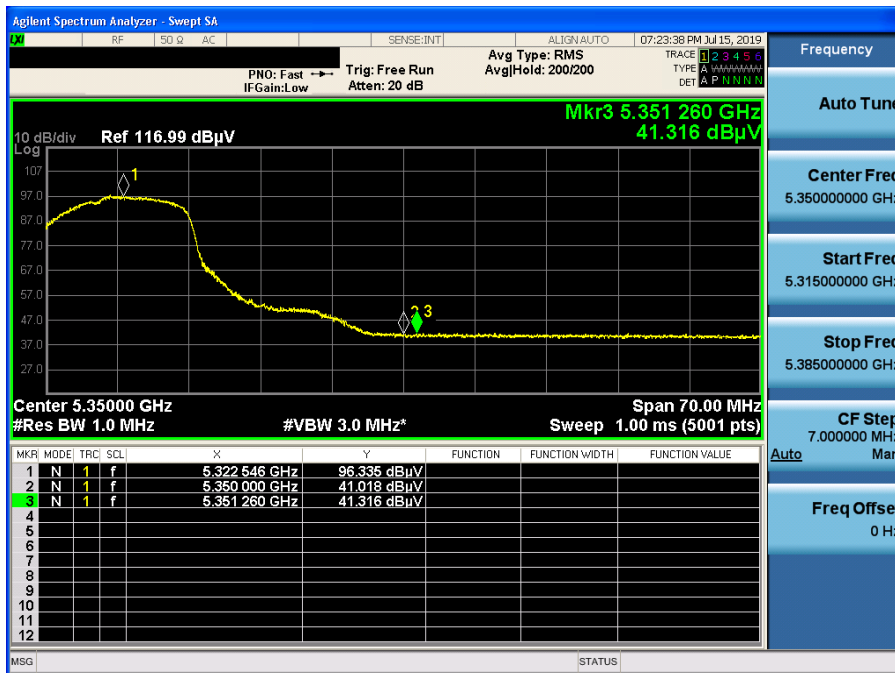 Agilent Spectrum Analyzer - Swept SA
LXI RF 50 Ω AC SENSE:INT ALIGN AUTO 07:23:38 PM Jul 15, 2019
PNO: Fast
IFGain:Low
Trig: Free Run
Atten: 20 dB
Avg Type: RMS
Avg|Hold: 200/200
TRACE 1 2 3 4 5 6
TYPE A WWWWW
DET A P N N N N
Mkr3 5.351 260 GHz
41.316 dBµV
10 dB/div Ref 116.99 dBµV
Log
107
97.0
87.0
77.0
67.0
57.0
47.0
37.0
27.0
1
2 3
Center 5.35000 GHz Span 70.00 MHz
#Res BW 1.0 MHz #VBW 3.0 MHz* Sweep 1.00 ms (5001 pts)
MKR MODE TRC SCL X Y FUNCTION FUNCTION WIDTH FUNCTION VALUE
1 N 1 f 5.322 546 GHz 96.335 dBµV
2 N 1 f 5.350 000 GHz 41.018 dBµV
3 N 1 f 5.351 260 GHz 41.316 dBµV
4
5
6
7
8
9
10
11
12
MSG STATUS
Frequency
Auto Tune
Center Freq
5.350000000 GHz
Start Freq
5.315000000 GHz
Stop Freq
5.385000000 GHz
CF Step
7.000000 MHz
Auto Man
Freq Offset
0 Hz